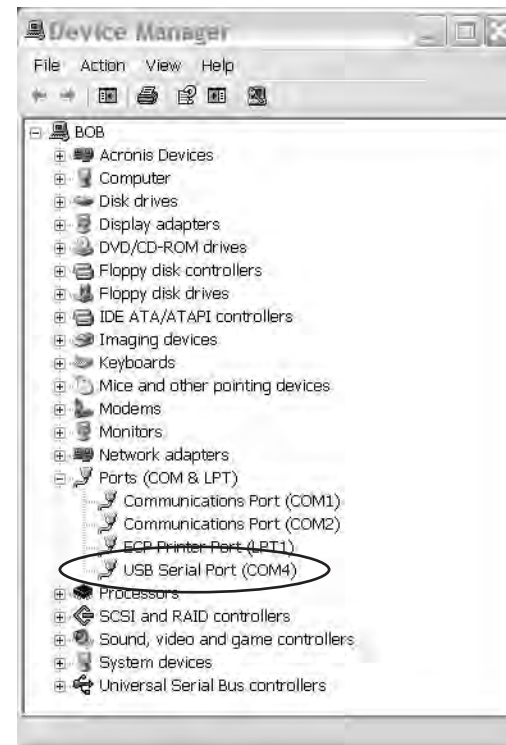 Device Manager
File Action View Help
BOB
Acronis Devices
Computer
Disk drives
Display adapters
DVD/CD-ROM drives
Floppy disk controllers
Floppy disk drives
IDE ATA/ATAPI controllers
Imaging devices
Keyboards
Mice and other pointing devices
Modems
Monitors
Network adapters
Ports (COM & LPT)
Communications Port (COM1)
Communications Port (COM2)
ECP Printer Port (LPT1)
USB Serial Port (COM4)
Processors
SCSI and RAID controllers
Sound, video and game controllers
System devices
Universal Serial Bus controllers